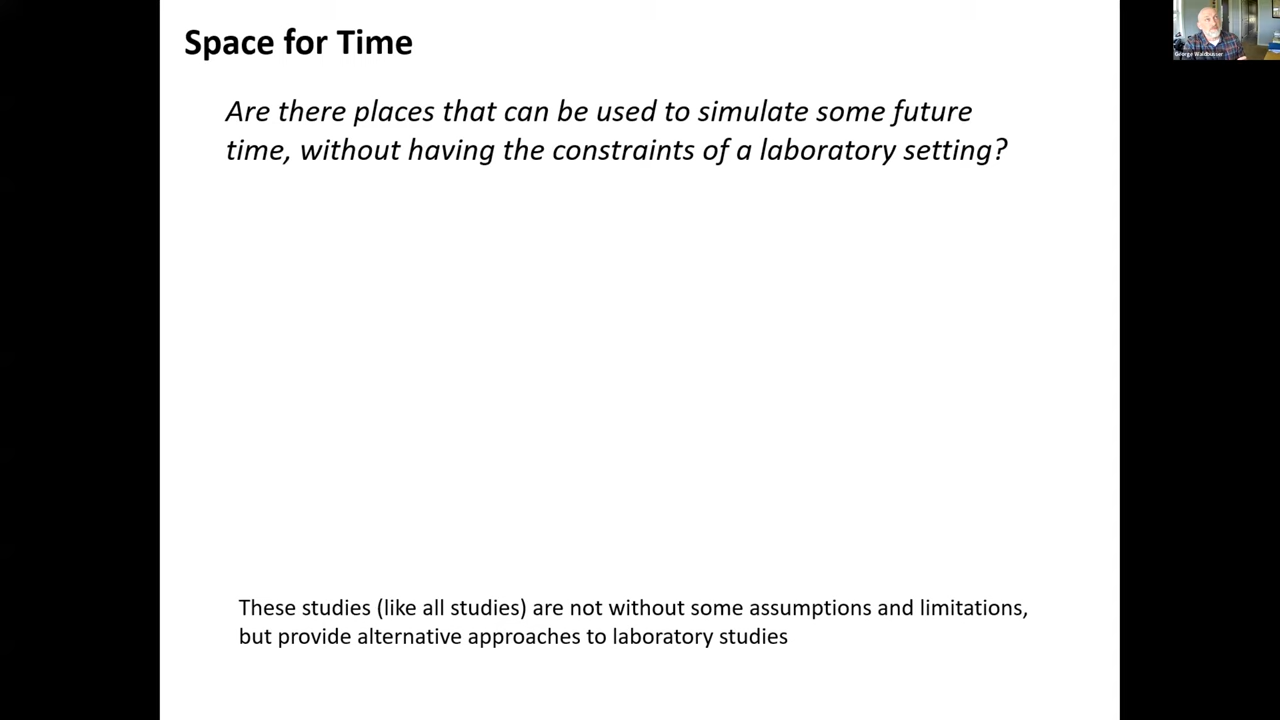 Space for Time
Are there places that can be used to simulate some future
time, without having the constraints of a laboratory setting?
These studies (like all studies) are not without some assumptions and limitations,
but provide alternative approaches to laboratory studies
George Waldbusser